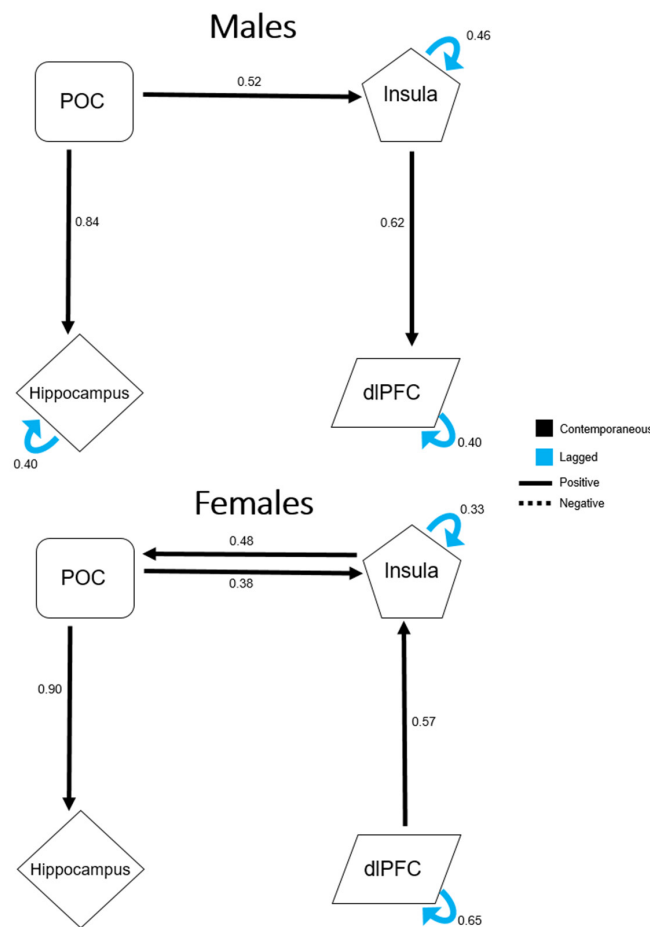 Males
0.46
POC
0.52
Insula
0.84
0.62
Hippocampus
dlPFC
0.40
0.40
Contemporaneous
Lagged
Positive
Negative
Females
0.33
0.48
POC
Insula
0.38
0.90
0.57
Hippocampus
dlPFC
0.65